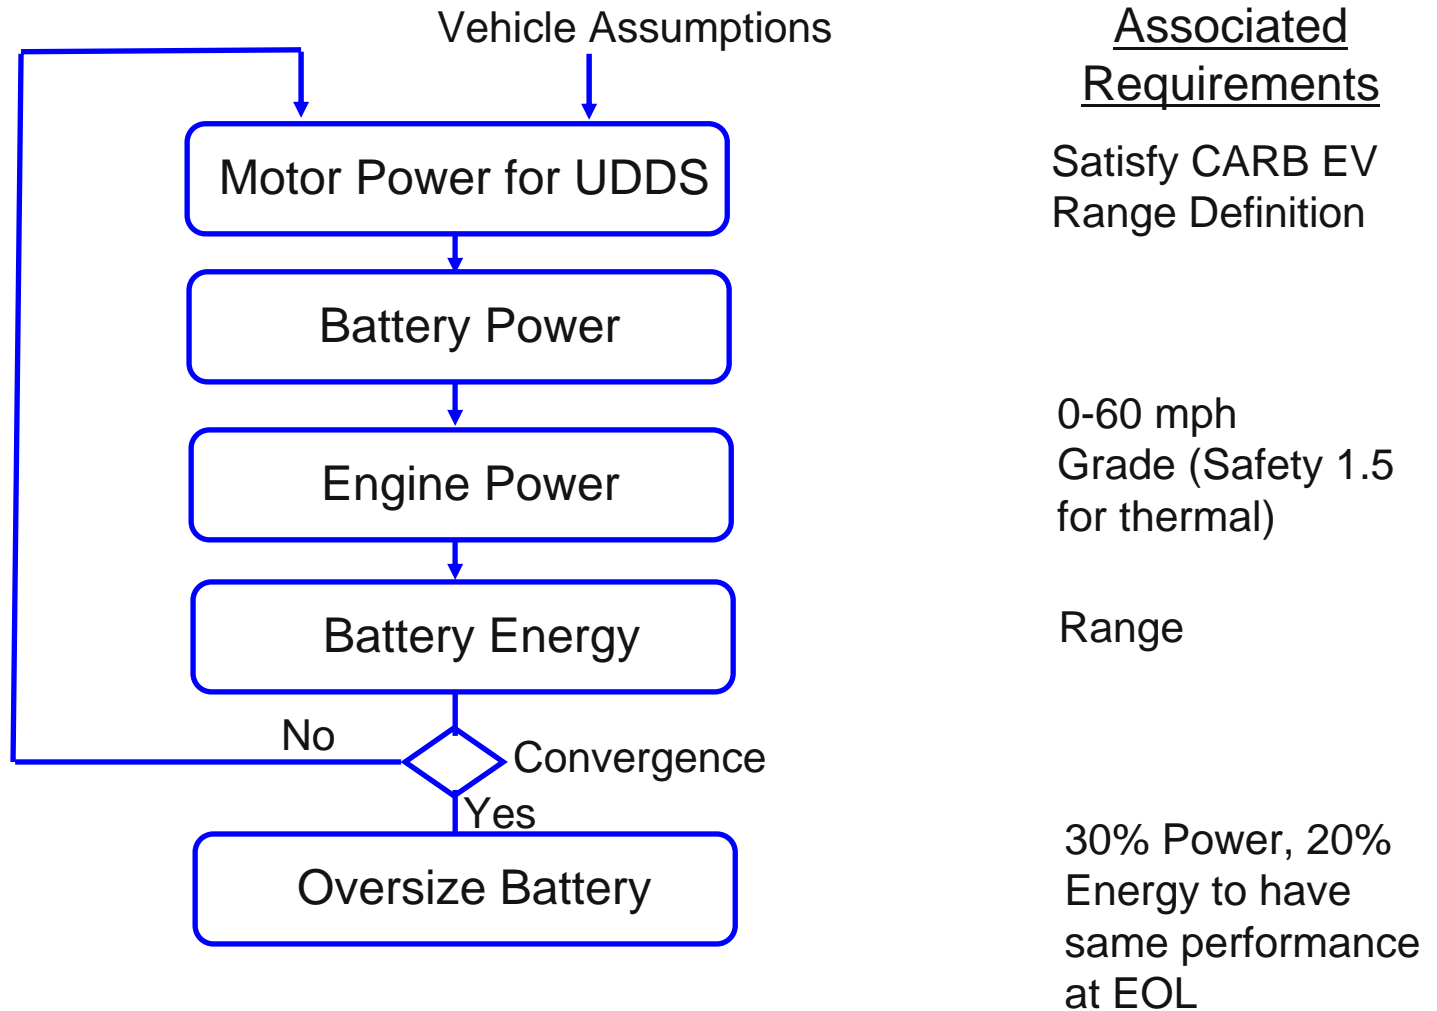 Vehicle Assumptions
Associated
Requirements
Motor Power for UDDS
Satisfy CARB EV
Range Definition
Battery Power
Engine Power
0-60 mph
Grade (Safety 1.5
for thermal)
Battery Energy
Range
No
Convergence
Yes
Oversize Battery
30% Power, 20%
Energy to have
same performance
at EOL